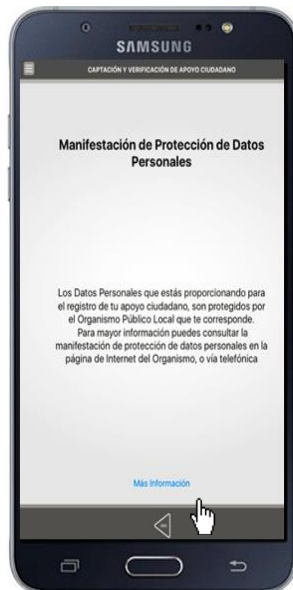 SAMSUNG
CAPTACIÓN Y VERIFICACIÓN DE APOYO CIUDADANO
Manifestación de Protección de Datos
Personales
Los Datos Personales que estás proporcionando para
el registro de tu apoyo ciudadano, son protegidos por
el Organismo Público Local que te corresponde.
Para mayor información puedes consultar la
manifestación de protección de datos personales en la
página de Internet del Organismo, o vía telefónica
Más Información